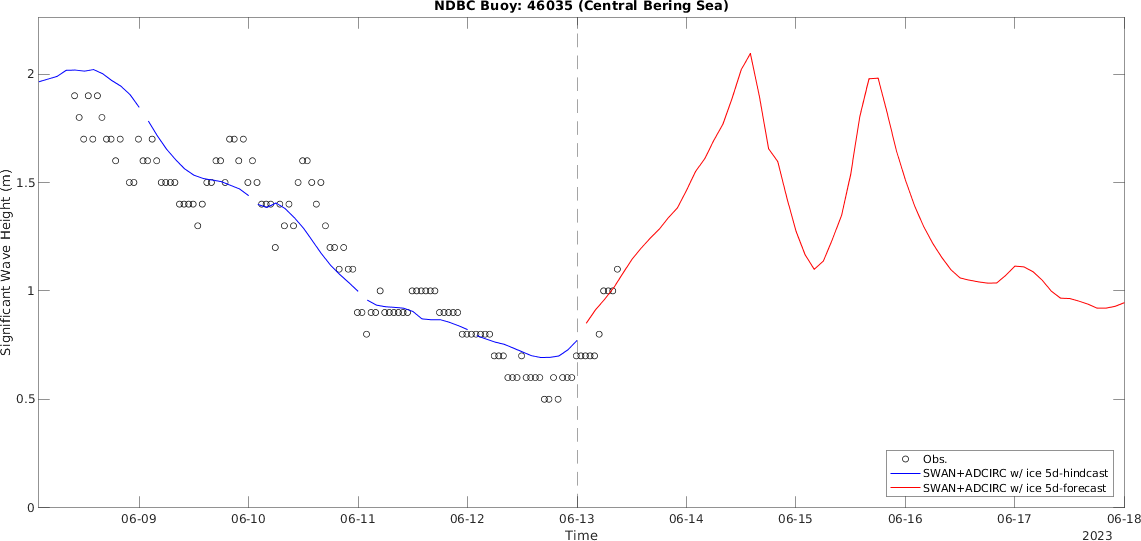 NDBC Buoy: 46035 (Central Bering Sea)
Significant Wave Height (m)
2
1.5
1
0.5
0
Obs.
SWAN+ADCIRC w/ ice 5d-hindcast
SWAN+ADCIRC w/ ice 5d-forecast
06-09 06-10 06-11 06-12 06-13 06-14 06-15 06-16 06-17 06-18
Time
2023